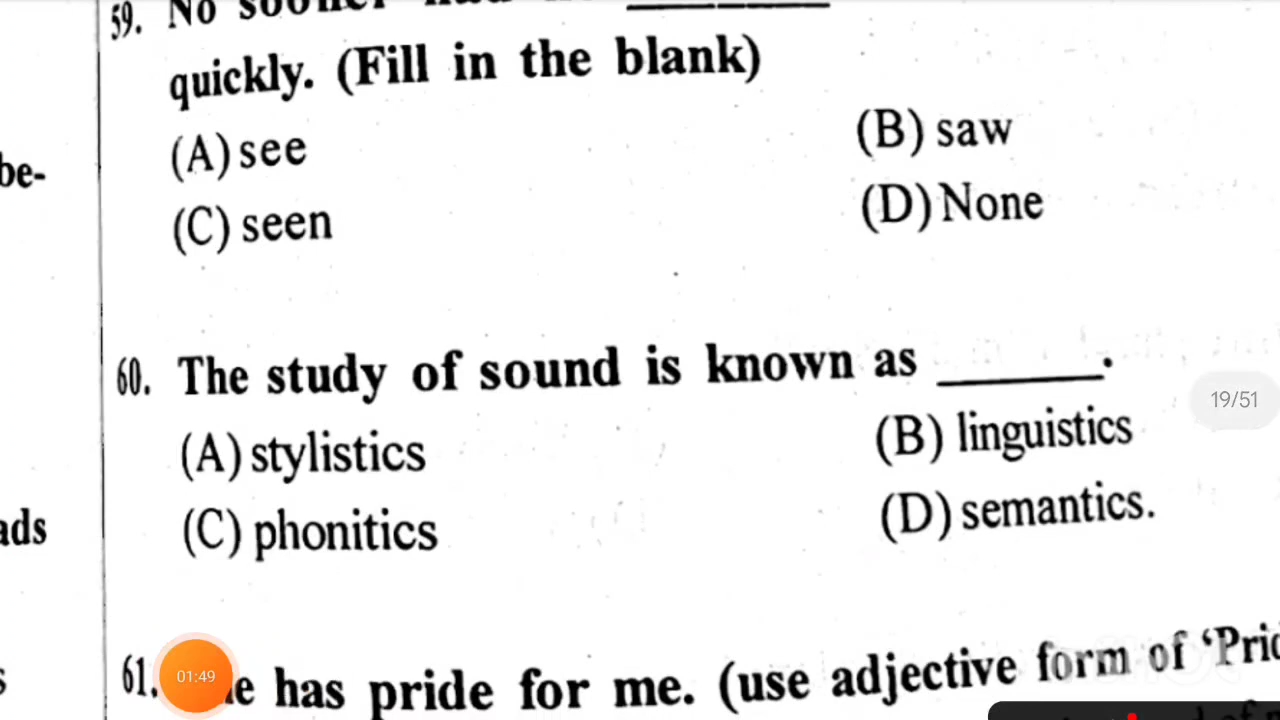 59. No sooner
quickly. (Fill in the blank)
(A) see (B) saw
(C) seen (D) None
be-
60. The study of sound is known as ______.
(A) stylistics (B) linguistics
(C) phonitics (D) semantics.
19/51
ads
61. has pride for me. (use adjective form of
01:49